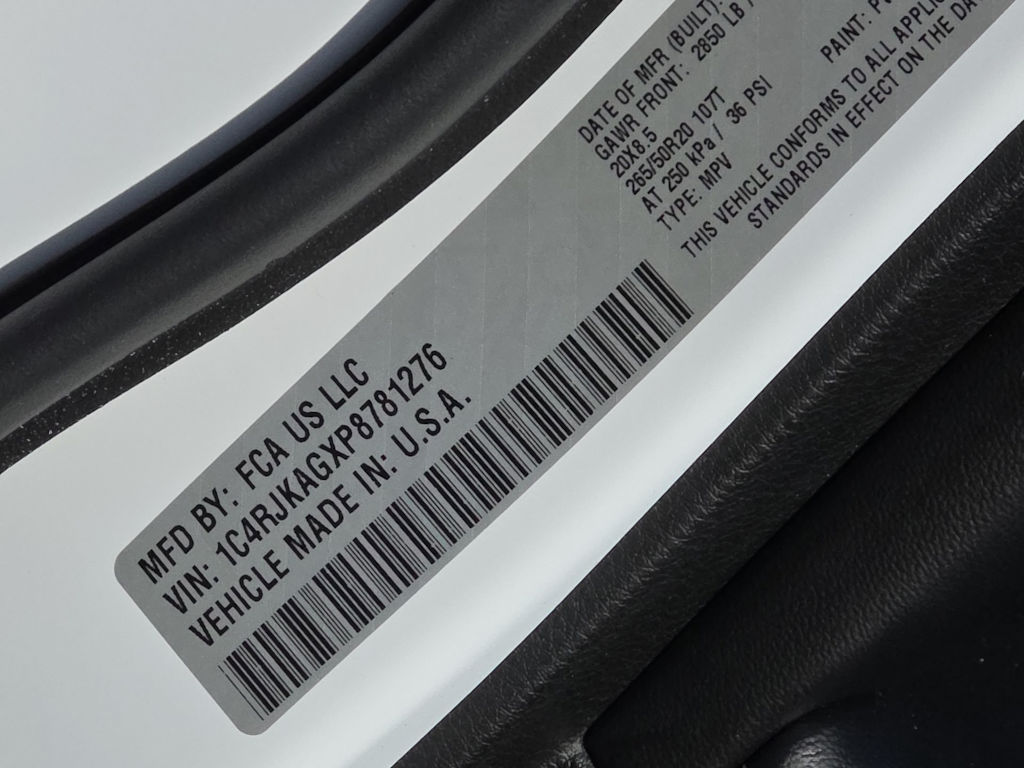 MFD BY: FCA US LLC
VIN: 1C4RJKAGXP8781276
VEHICLE MADE IN: U.S.A.
DATE OF MFR (BUILT):
GAWR FRONT: 2850 LB /
20X8.5
265/50R20 107T
AT 250 kPa / 36 PSI
TYPE: MPV PAINT:
THIS VEHICLE CONFORMS TO ALL
STANDARDS IN EFFECT ON THE